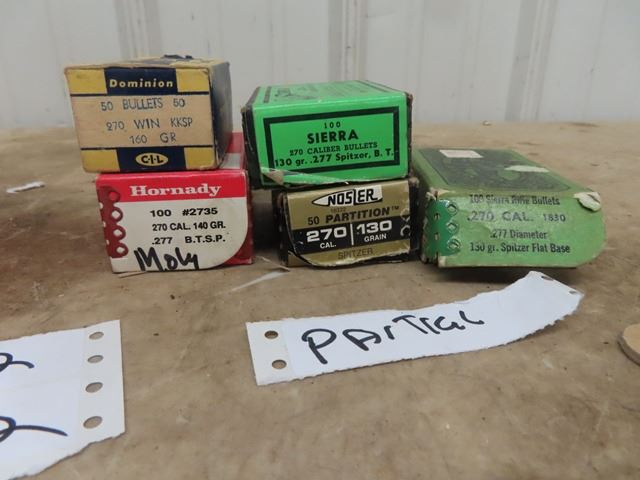 Dominion
50 BULLETS 50
270 WIN KKSP
160 GR
C-I-L
Hornady
100 #2735
270 CAL. 140 GR.
.277 B.T.S.P.
Moly
100
SIERRA
270 CALIBER BULLETS
130 gr. .277 Spitzer, B. T.
NOSLER
50 PARTITION™
270 CAL. 130 GRAIN
SPITZER
100 Sierra Rifle Bullets
.270 CAL. 1830
.277 Diameter
130 gr. Spitzer Flat Base
PARTIAL